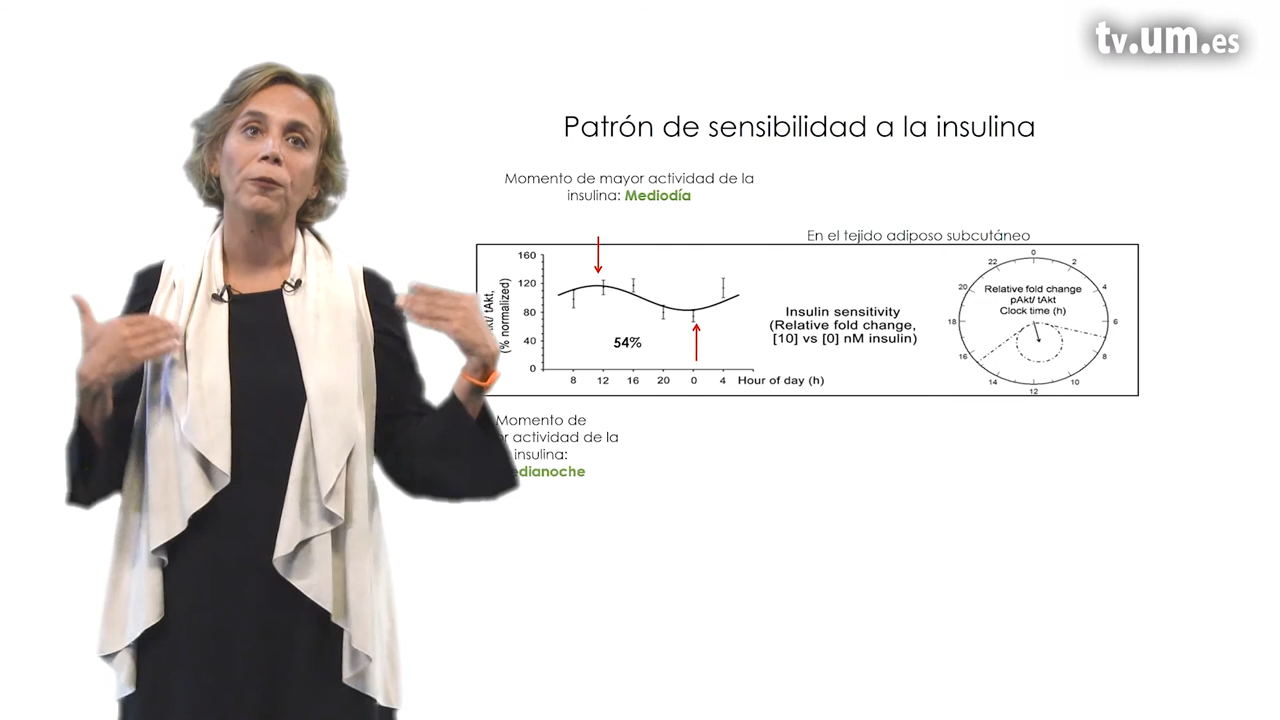 tv.um.es
Patrón de sensibilidad a la insulina
Momento de mayor actividad de la
insulina: Mediodía
En el tejido adiposo subcutáneo
160
120
80
40
0
tAkt,
(% normalized)
54%
8 12 16 20 0 4 Hour of day (h)
Insulin sensitivity
(Relative fold change,
[10] vs [0] nM insulin)
0
22 2
20 4
18 6
16 8
14 10
12
Relative fold change
pAkt/ tAkt
Clock time (h)
Momento de
actividad de la
insulina: